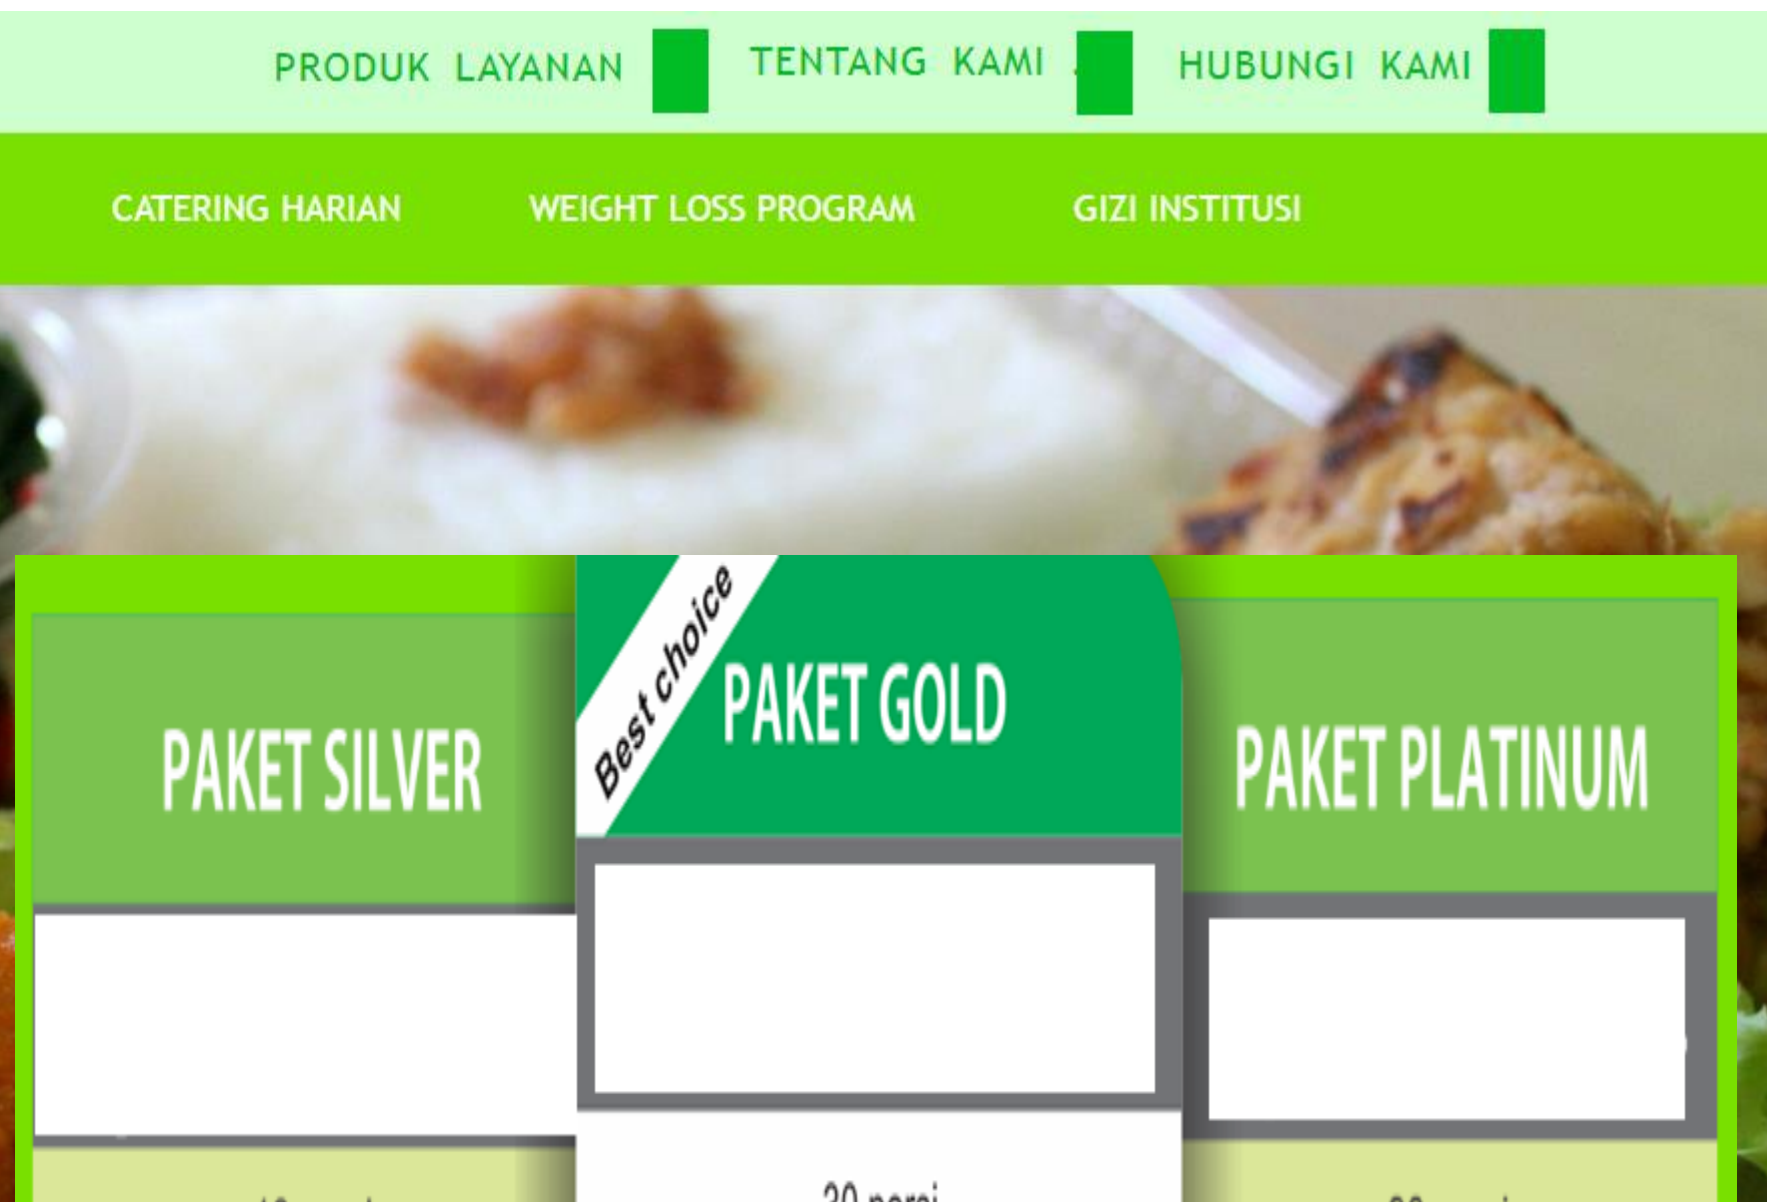 PRODUK LAYANAN
TENTANG KAMI
HUBUNGI KAMI
CATERING HARIAN
WEIGHT LOSS PROGRAM
GIZI INSTITUSI
Best choice
PAKET SILVER
PAKET GOLD
PAKET PLATINUM